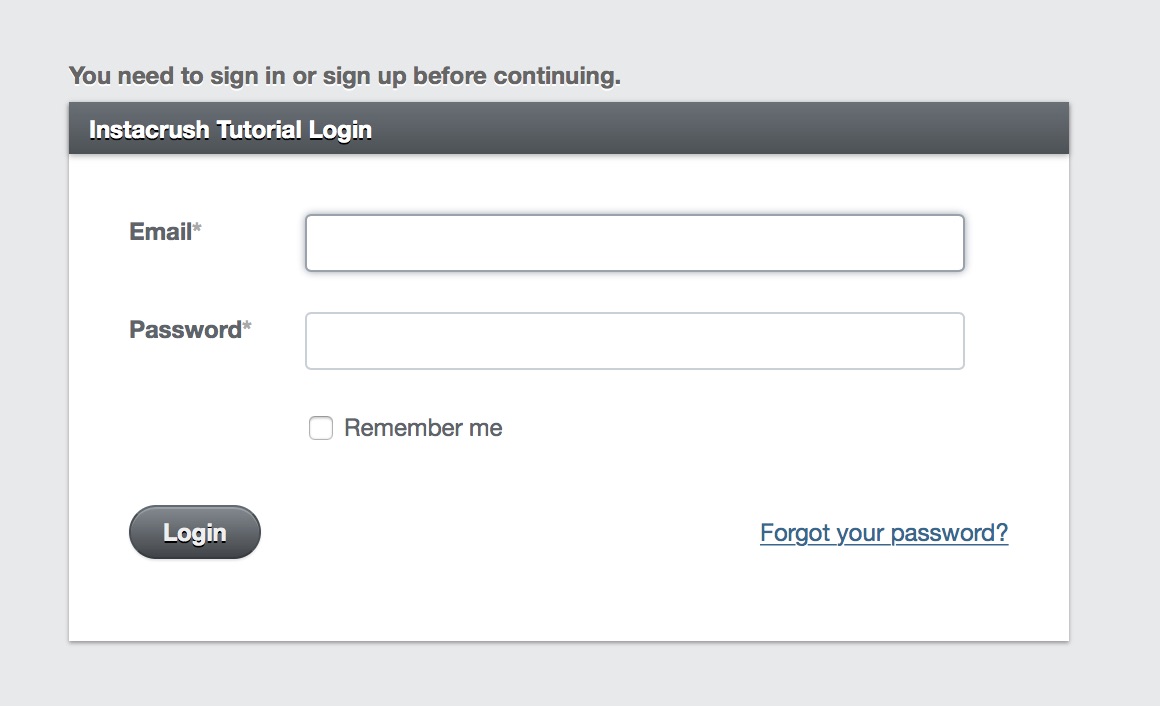 You need to sign in or sign up before continuing.
Instacrush Tutorial Login
Email*
Password*
Remember me
Login
Forgot your password?